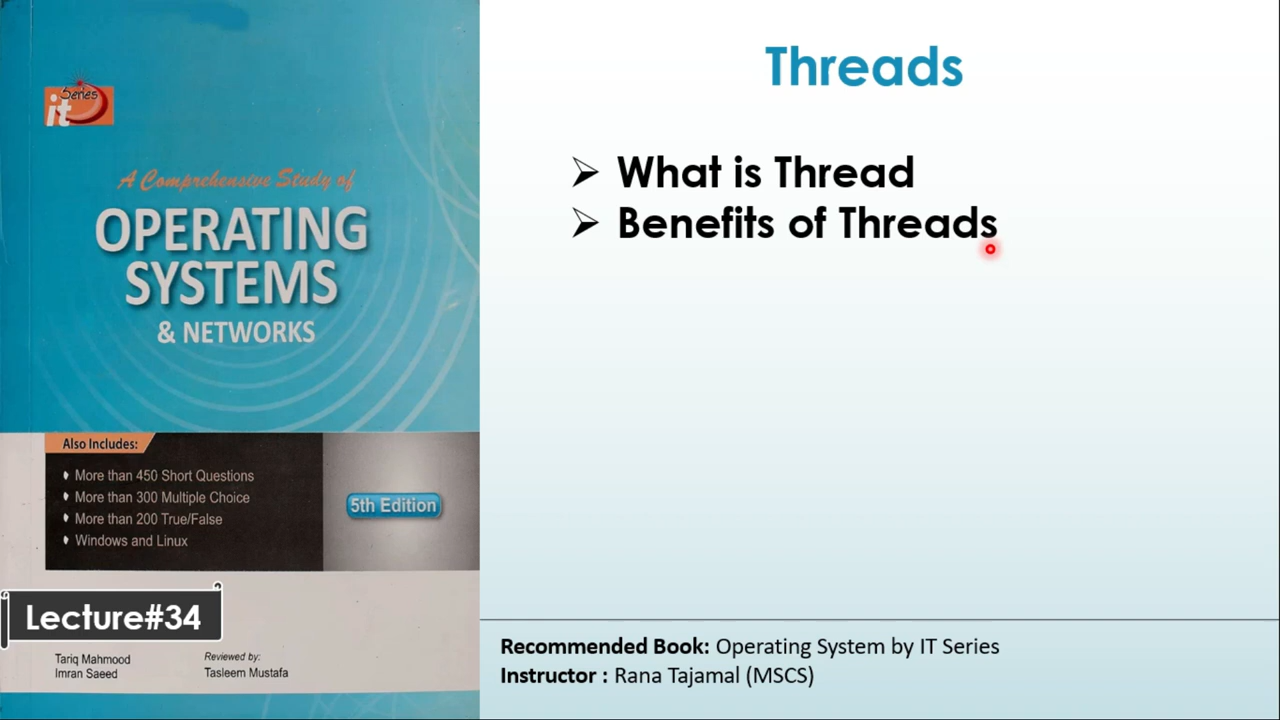 it Series
A Comprehensive Study of
OPERATING
SYSTEMS
& NETWORKS
Also Includes:
More than 450 Short Questions
More than 300 Multiple Choice
More than 200 True/False
Windows and Linux
5th Edition
Lecture#34
Tariq Mahmood
Imran Saeed
Reviewed by:
Tasleem Mustafa
Threads
➢ What is Thread
➢ Benefits of Threads
Recommended Book: Operating System by IT Series
Instructor : Rana Tajamal (MSCS)